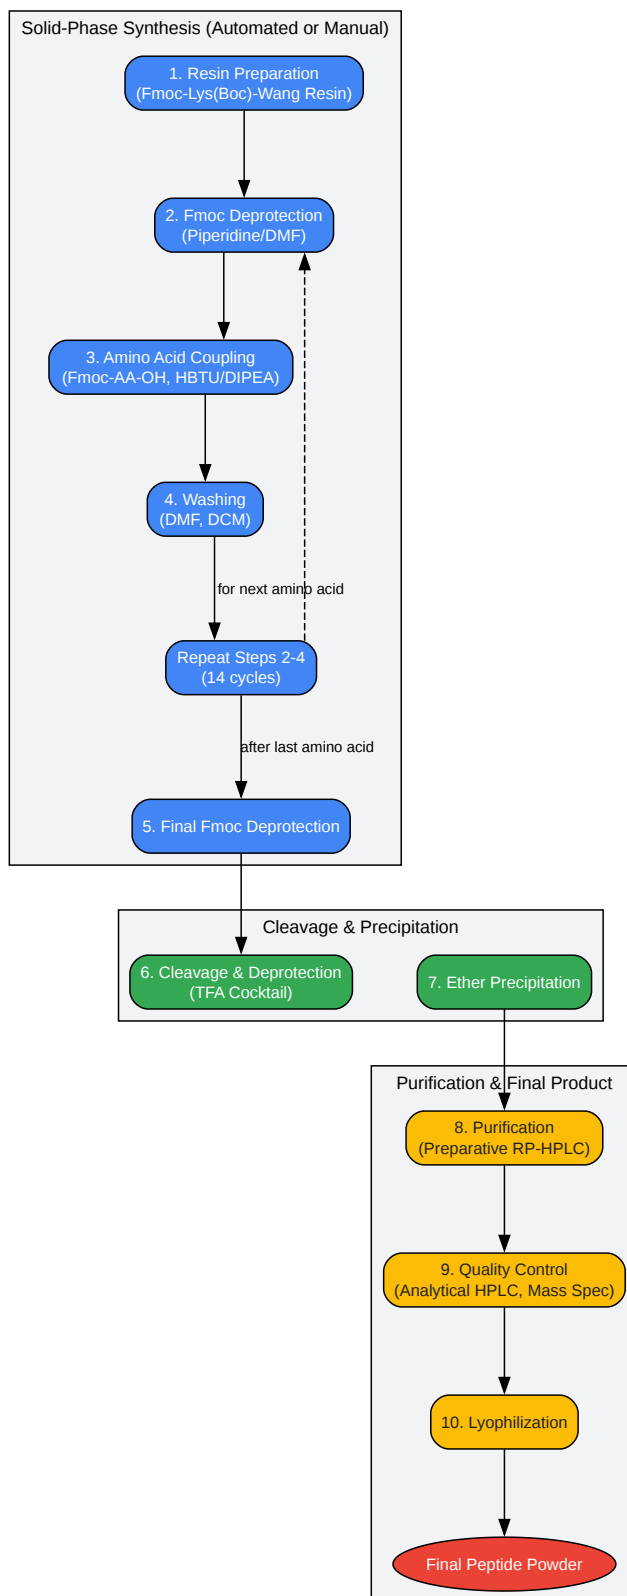 Solid-Phase Synthesis (Automated or Manual)
1. Resin Preparation
(Fmoc-Lys(Boc)-Wang Resin)
2. Fmoc Deprotection
(Piperidine/DMF)
3. Amino Acid Coupling
(Fmoc-AA-OH, HBTU/DIPEA)
4. Washing
(DMF, DCM)
for next amino acid
Repeat Steps 2-4
(14 cycles)
after last amino acid
5. Final Fmoc Deprotection
Cleavage & Precipitation
6. Cleavage & Deprotection
(TFA Cocktail)
7. Ether Precipitation
Purification & Final Product
8. Purification
(Preparative RP-HPLC)
9. Quality Control
(Analytical HPLC, Mass Spec)
10. Lyophilization
Final Peptide Powder